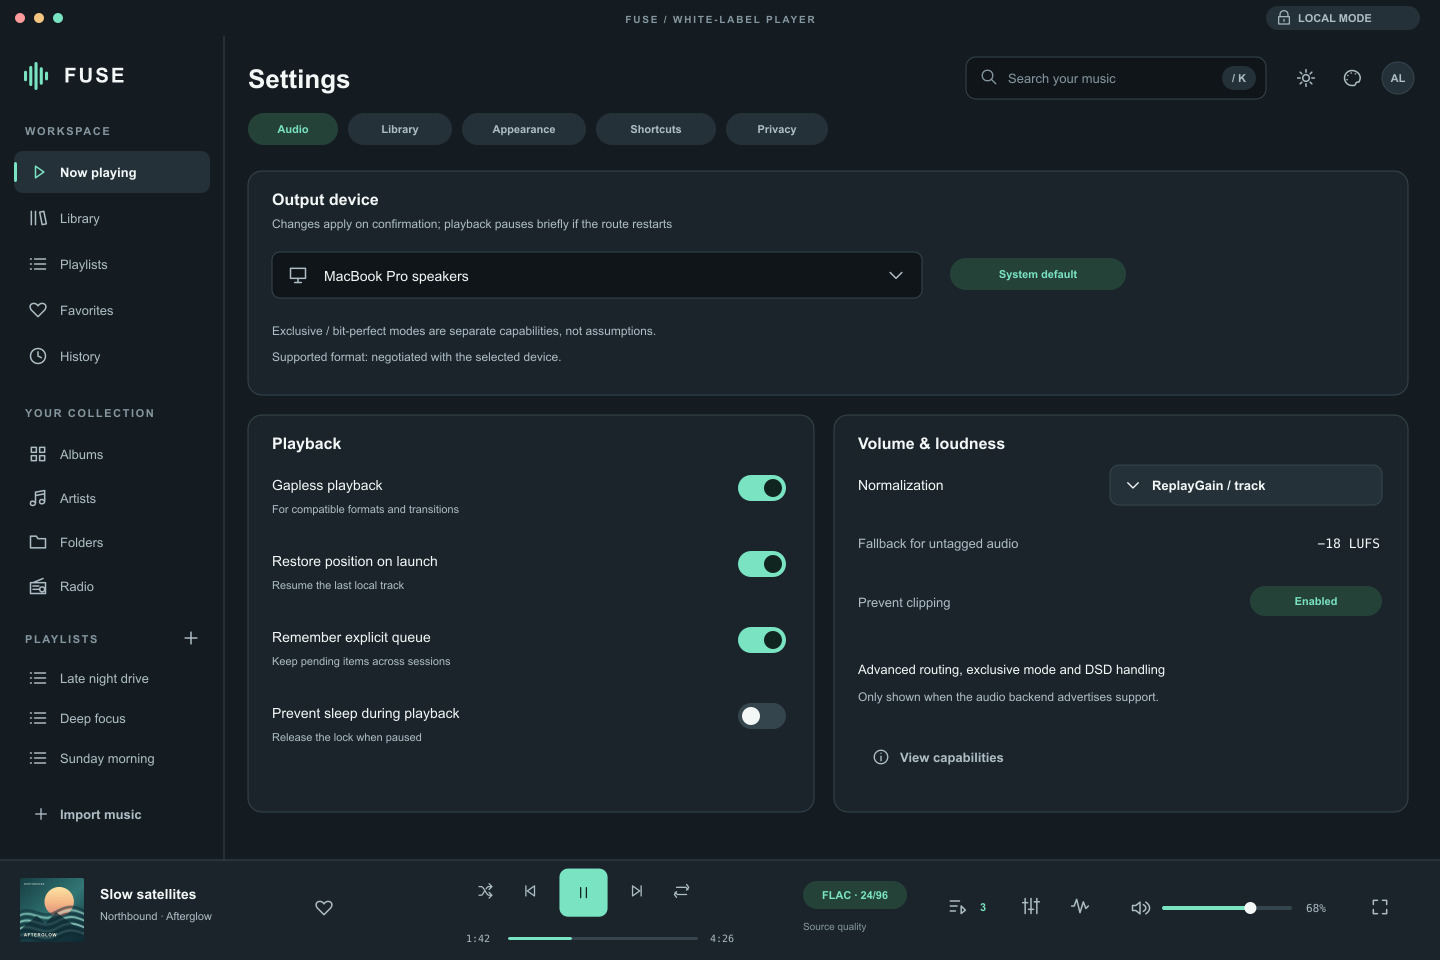 FUSE / WHITE-LABEL PLAYER
LOCAL MODE
FUSE
WORKSPACE
Now playing
Library
Playlists
Favorites
History
YOUR COLLECTION
Albums
Artists
Folders
Radio
PLAYLISTS
Late night drive
Deep focus
Sunday morning
Import music
Settings
Search your music
/ K
AL
Audio
Library
Appearance
Shortcuts
Privacy
Output device
Changes apply on confirmation; playback pauses briefly if the route restarts
MacBook Pro speakers
System default
Exclusive / bit-perfect modes are separate capabilities, not assumptions.
Supported format: negotiated with the selected device.
Playback
Gapless playback
For compatible formats and transitions
Restore position on launch
Resume the last local track
Remember explicit queue
Keep pending items across sessions
Prevent sleep during playback
Release the lock when paused
Volume & loudness
Normalization
ReplayGain / track
Fallback for untagged audio
−18 LUFS
Prevent clipping
Enabled
Advanced routing, exclusive mode and DSD handling
Only shown when the audio backend advertises support.
View capabilities
AFTERGLOW
Slow satellites
Northbound · Afterglow
1:42
4:26
FLAC · 24/96
Source quality
3
68%